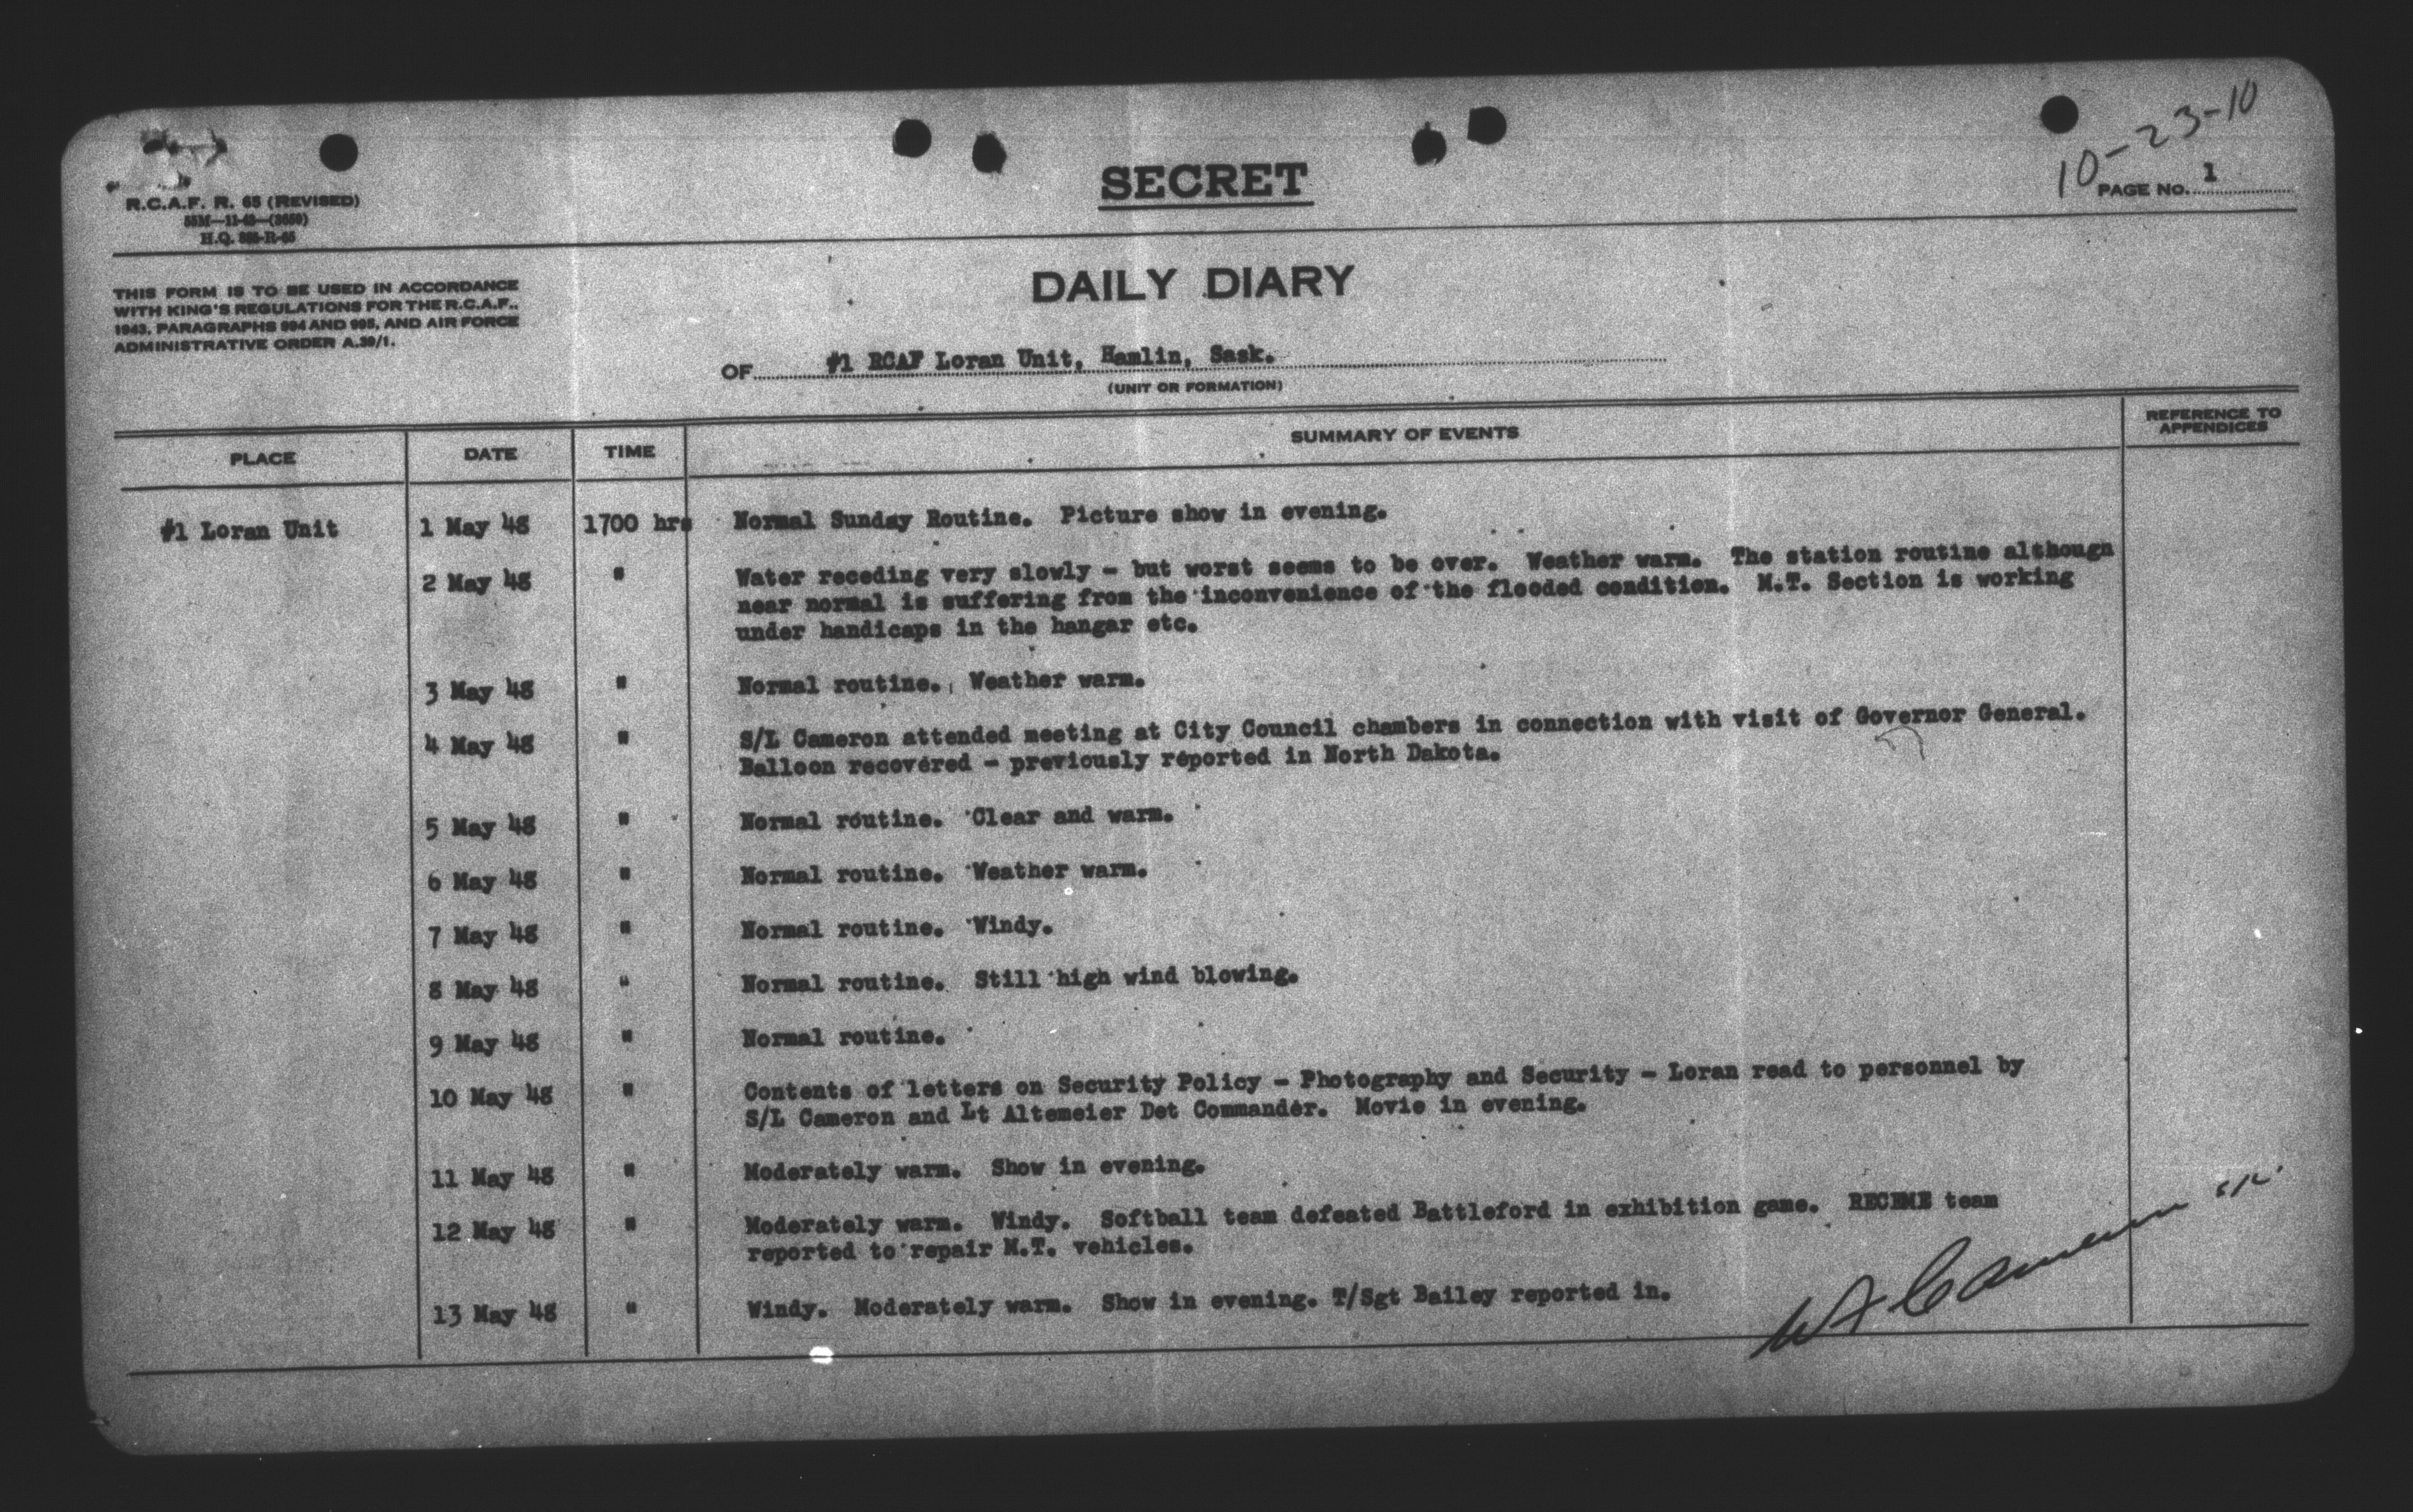 10-23-10
R.C.A.F. R. 65 (REVISED)
SECRET
PAGE NO. 1
THIS FORM IS TO BE USED IN ACCORDANCE
WITH KING'S REGULATIONS FOR THE R.C.A.F.,
1943, PARAGRAPHS 994 AND 995, AND AIR FORCE
ADMINISTRATIVE ORDER A.39/1.
DAILY DIARY
OF #1 RCAF Loran Unit, Hamlin, Sask.
(UNIT OR FORMATION)
PLACE DATE TIME SUMMARY OF EVENTS REFERENCE TO APPENDICES
#1 Loran Unit 1 May 48 1700 hrs Normal Sunday Routine. Picture show in evening.
2 May 48 " Water receding very slowly - but worst seems to be over. Weather warm. The station routine although
near normal is suffering from the inconvenience of the flooded condition. M.T. Section is working
under handicaps in the hangar etc.
3 May 48 " Normal routine. Weather warm.
4 May 48 " S/L Cameron attended meeting at City Council chambers in connection with visit of Governor General.
Balloon recovered - previously reported in North Dakota.
5 May 48 " Normal routine. Clear and warm.
6 May 48 " Normal routine. Weather warm.
7 May 48 " Normal routine. Windy.
8 May 48 " Normal routine. Still high wind blowing.
9 May 48 " Normal routine.
10 May 48 " Contents of letters on Security Policy - Photography and Security - Loran read to personnel by
S/L Cameron and Lt Altemeier Det Commander. Movie in evening.
11 May 48 " Moderately warm. Show in evening.
12 May 48 " Moderately warm. Windy. Softball team defeated Battleford in exhibition game. RECEME team
reported to repair M.T. vehicles.
13 May 48 " Windy. Moderately warm. Show in evening. T/Sgt Bailey reported in.
WA Cameron S/L